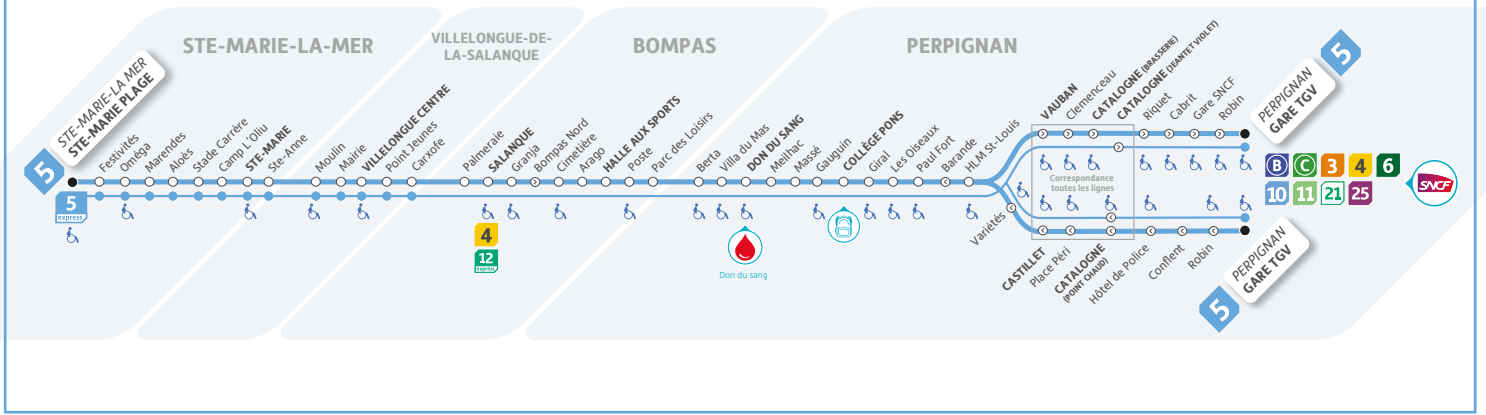 STE-MARIE-LA-MER
VILLELONGUE-DE-
LA-SALANQUE
BOMPAS
PERPIGNAN
5
STE-MARIE-LA MER
STE-MARIE PLAGE
5
express
Festivités
Oméga
Marendes
Aloès
Stade Carrère
Camp L'Oliu
STE-MARIE
Ste-Anne
Moulin
Mairie
VILLELONGUE CENTRE
Point Jeunes
Carxofe
Palmeraie
SALANQUE
Granja
Bompas Nord
Cimetière
Arago
HALLE AUX SPORTS
Poste
Parc des Loisirs
Berta
Villa du Mas
DON DU SANG
Meilhac
Massé
Gauguin
COLLÈGE PONS
Giral
Les Oiseaux
Paul Fort
Barande
HLM St-Louis
4
12
express
Don du sang
VAUBAN
Clemenceau
CATALOGNE (BRASSERIE)
CATALOGNE (JEANTET VIOLET)
Riquet
Cabrit
Gare SNCF
Robin
PERPIGNAN
GARE TGV
5
Correspondance
toutes les lignes
Variétés
CASTILLET
Place Péri
CATALOGNE
(POINT CHAUD)
Hôtel de Police
Conflent
Robin
PERPIGNAN
GARE TGV
5
B C 3 4 6
10 11 21 25
SNCF